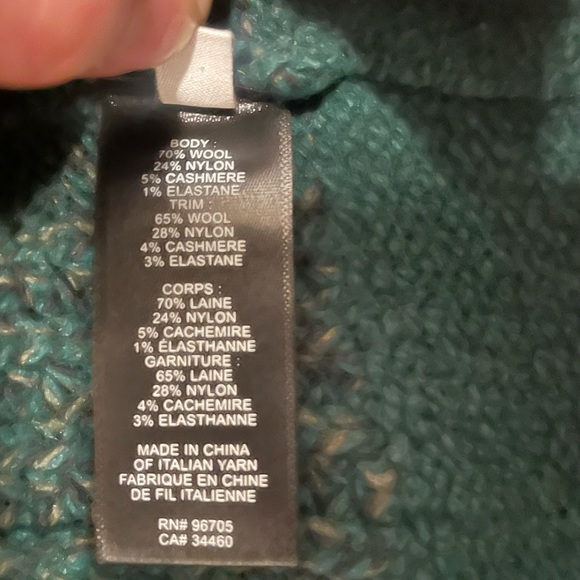 BODY :
70% WOOL
24% NYLON
5% CASHMERE
1% ELASTANE
TRIM :
65% WOOL
28% NYLON
4% CASHMERE
3% ELASTANE
CORPS :
70% LAINE
24% NYLON
5% CACHEMIRE
1% ÉLASTHANNE
GARNITURE :
65% LAINE
28% NYLON
4% CACHEMIRE
3% ELASTHANNE
MADE IN CHINA
OF ITALIAN YARN
FABRIQUE EN CHINE
DE FIL ITALIENNE
RN# 96705
CA# 34460